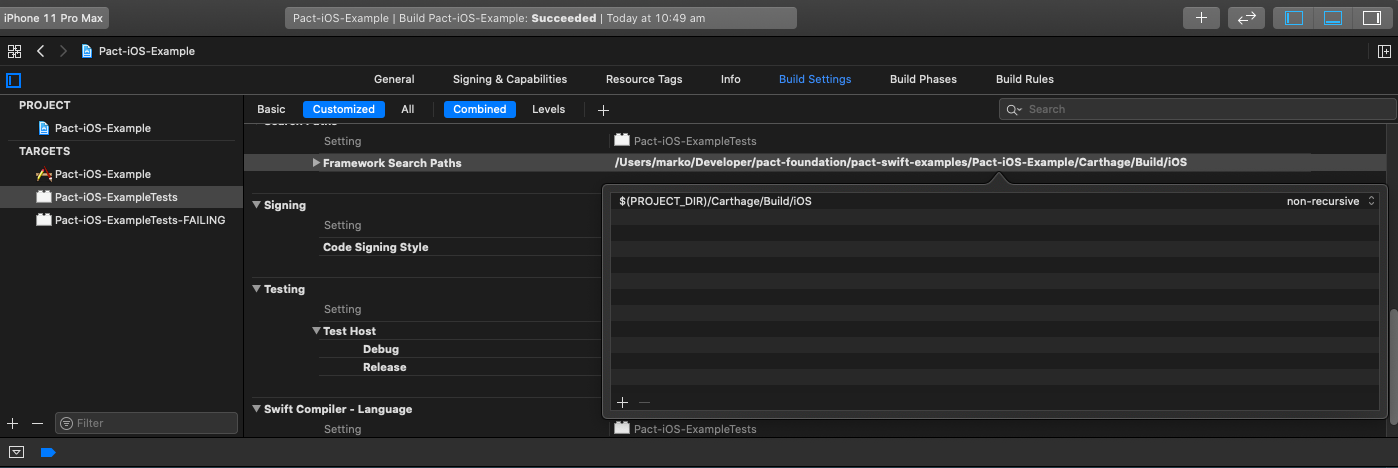 iPhone 11 Pro Max
Pact-iOS-Example | Build Pact-iOS-Example: Succeeded | Today at 10:49 am
Pact-iOS-Example
General Signing & Capabilities Resource Tags Info Build Settings Build Phases Build Rules
PROJECT
Pact-iOS-Example
TARGETS
Pact-iOS-Example
Pact-iOS-ExampleTests
Pact-iOS-ExampleTests-FAILING
Filter
Basic Customized All Combined Levels + Search
Search Paths
Setting Pact-iOS-ExampleTests
Framework Search Paths /Users/marko/Developer/pact-foundation/pact-swift-examples/Pact-iOS-Example/Carthage/Build/iOS
$(PROJECT_DIR)/Carthage/Build/iOS non-recursive
Signing
Setting
Code Signing Style
Testing
Setting
Test Host
Debug
Release
Swift Compiler - Language
Setting Pact-iOS-ExampleTests